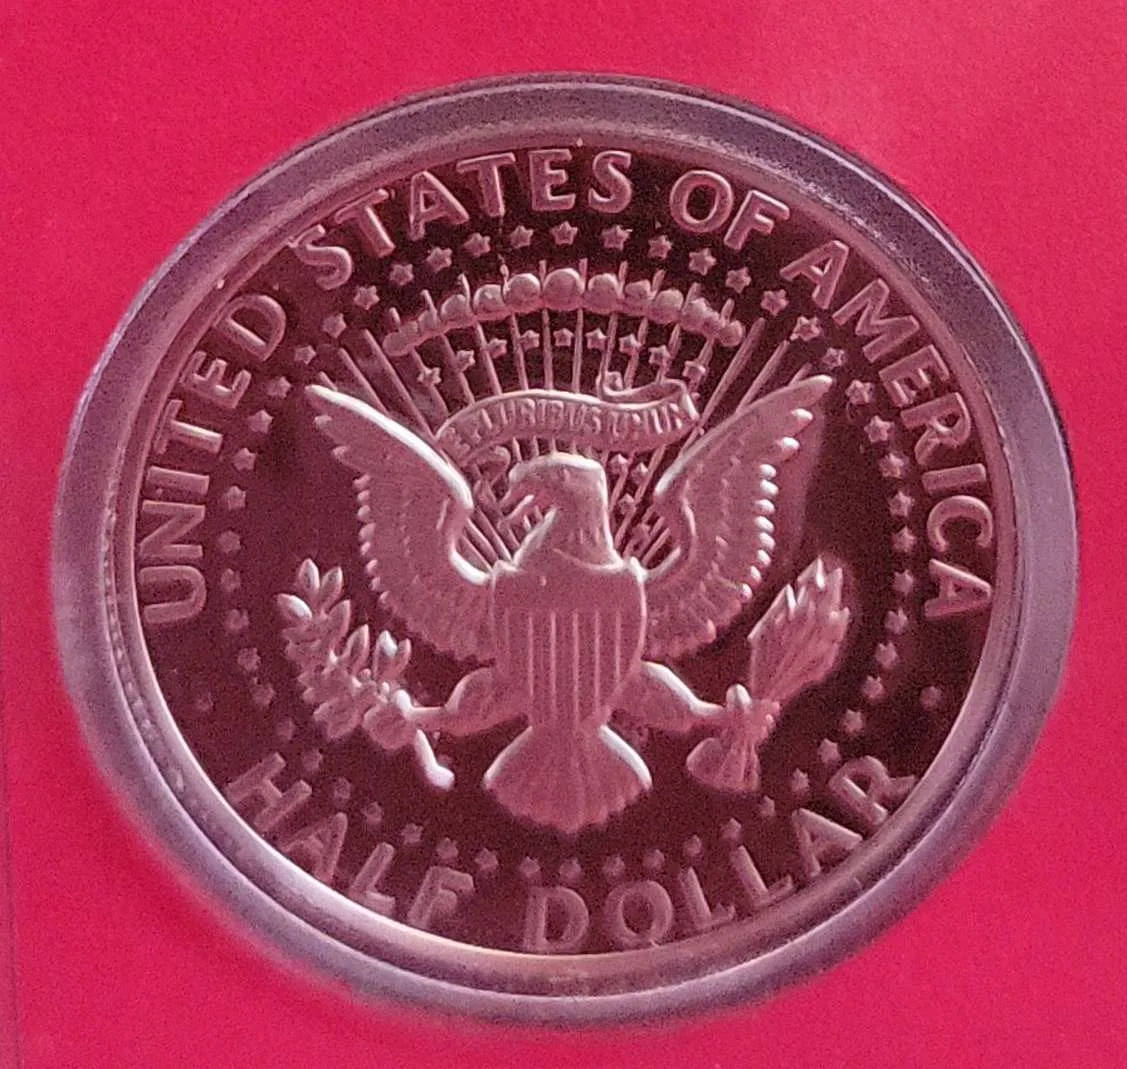 UNITED STATES OF AMERICA
E PLURIBUS UNUM
HALF DOLLAR